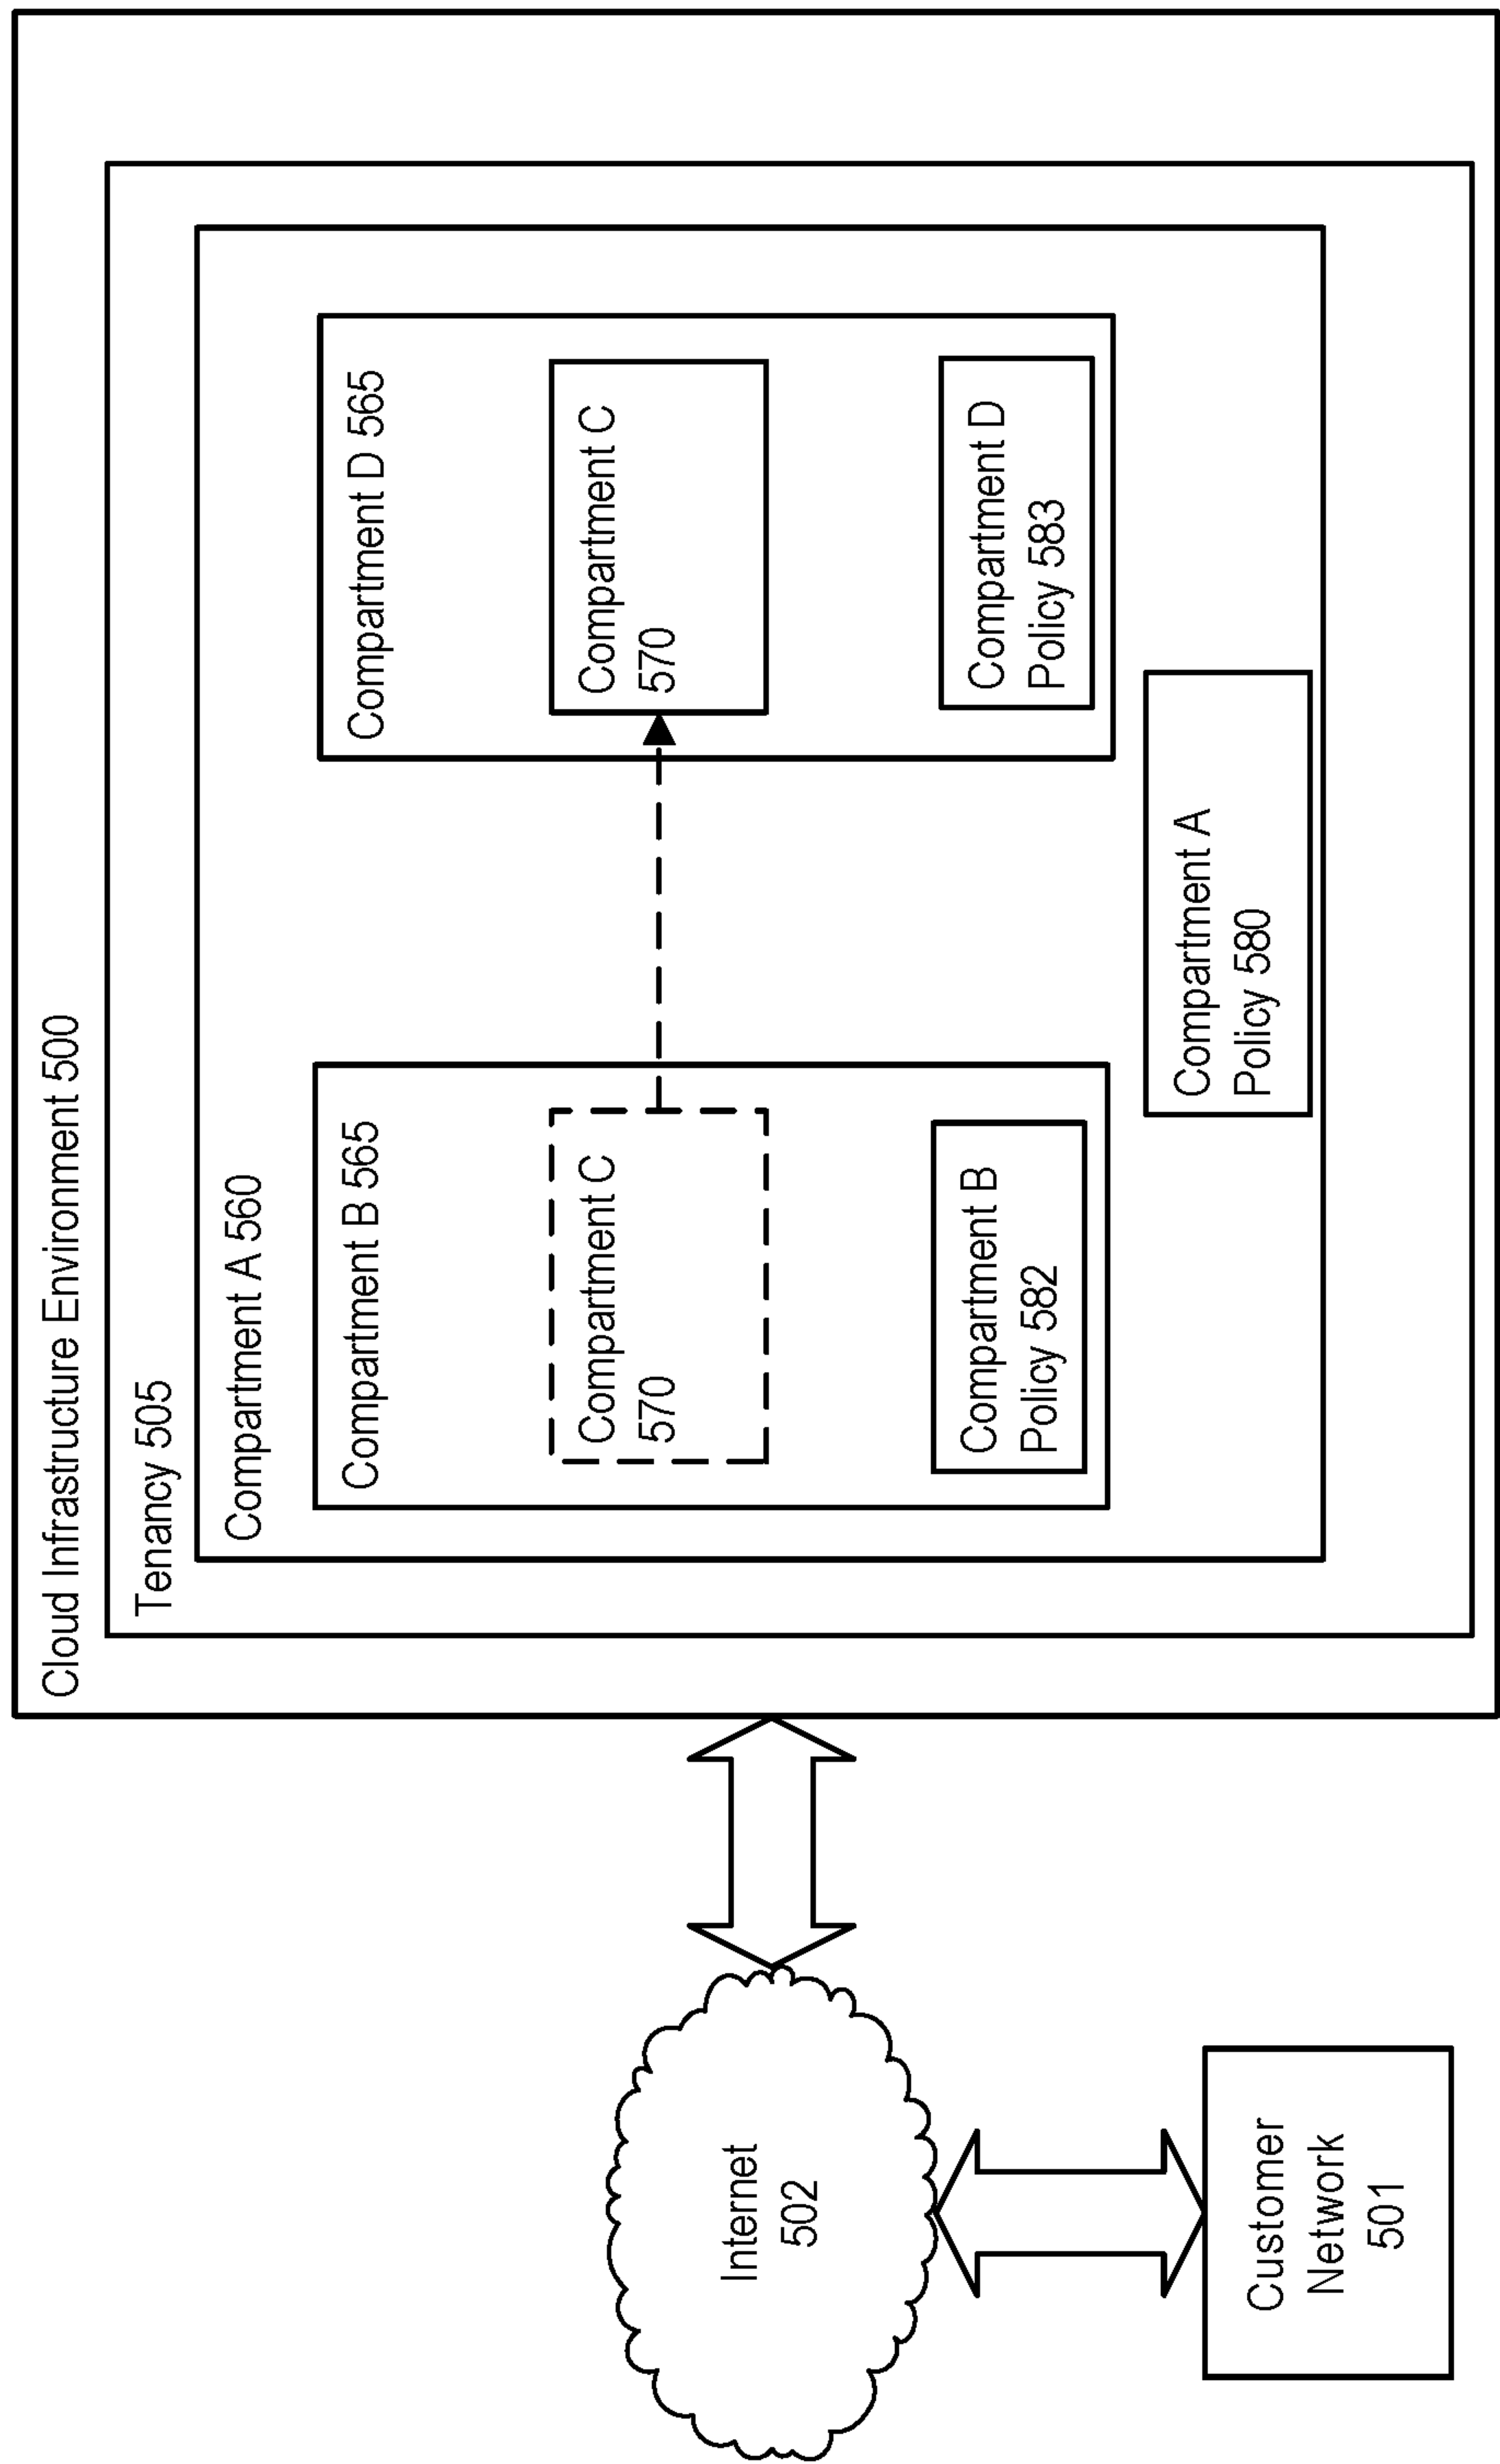 Cloud Infrastructure Environment 500
Tenancy 505
Compartment A 560
Compartment B 565
Compartment C
570
Compartment B
Policy 582
Compartment D 565
Compartment C
570
Compartment D
Policy 583
Compartment A
Policy 580
Internet
502
Customer
Network
501